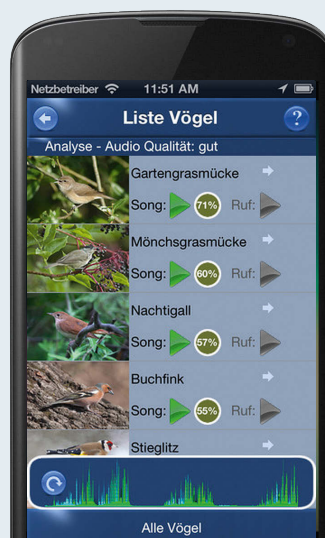 Netzbetreiber 11:51 AM
Liste Vögel ?
Analyse - Audio Qualität: gut
Gartengrasmücke
Song: 71% Ruf:
Mönchsgrasmücke
Song: 60% Ruf:
Nachtigall
Song: 57% Ruf:
Buchfink
Song: 55% Ruf:
Stieglitz
Alle Vögel